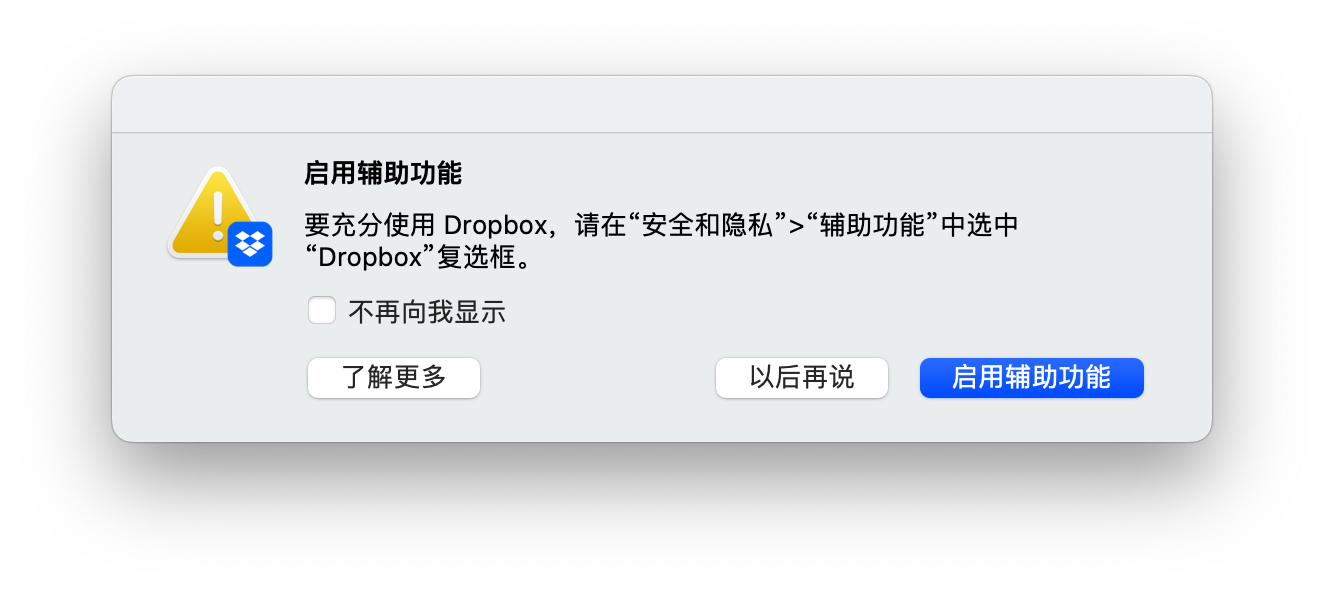 启用辅助功能
要充分使用 Dropbox，请在“安全和隐私”>“辅助功能”中选中
“Dropbox”复选框。
不再向我显示
了解更多
以后再说
启用辅助功能